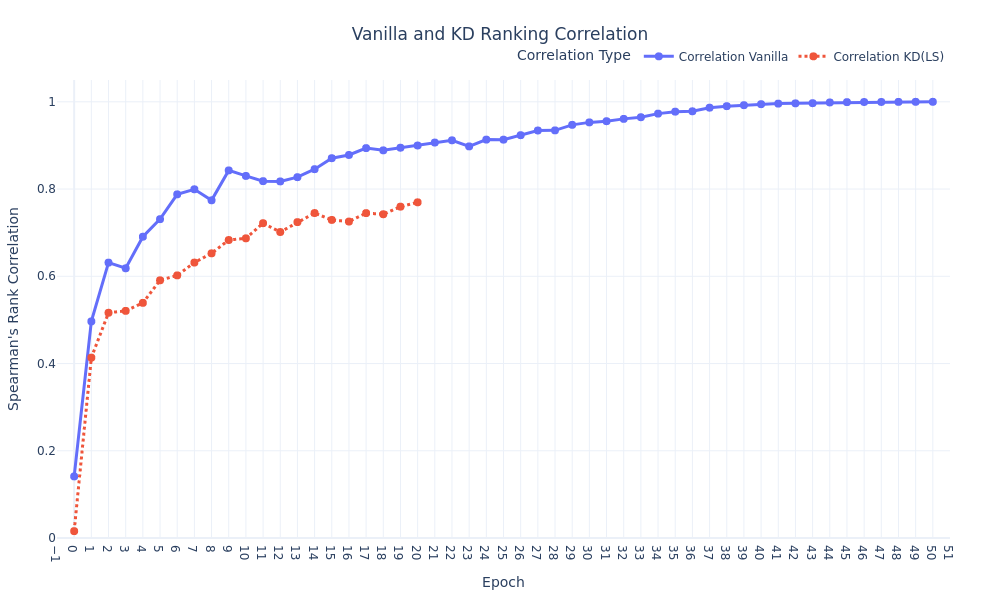 Vanilla and KD Ranking Correlation
Correlation Type Correlation Vanilla Correlation KD(LS)
Spearman's Rank Correlation
1
0.8
0.6
0.4
0.2
0
−1 0 1 2 3 4 5 6 7 8 9 10 11 12 13 14 15 16 17 18 19 20 21 22 23 24 25 26 27 28 29 30 31 32 33 34 35 36 37 38 39 40 41 42 43 44 45 46 47 48 49 50 51
Epoch